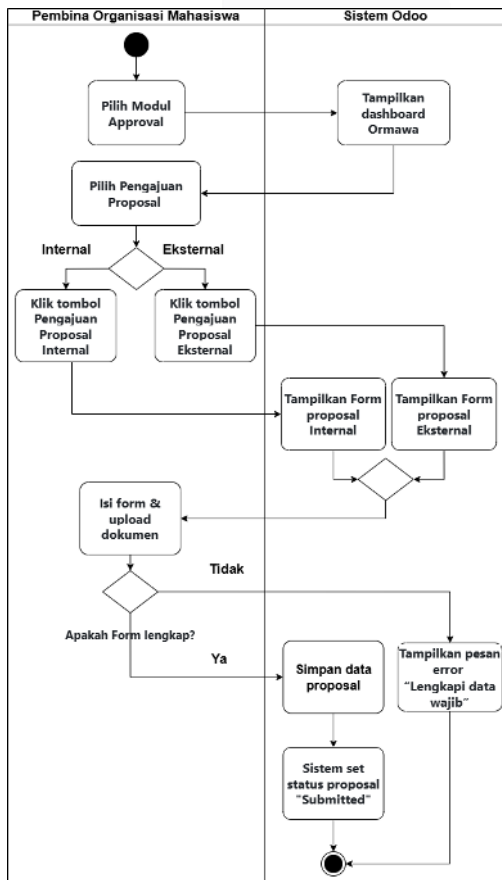 Pembina Organisasi Mahasiswa
Sistem Odoo
Pilih Modul
Approval
Tampilkan
dashboard
Ormawa
Pilih Pengajuan
Proposal
Internal
Eksternal
Klik tombol
Pengajuan
Proposal
Internal
Klik tombol
Pengajuan
Proposal
Eksternal
Tampilkan Form
proposal
Internal
Tampilkan Form
proposal
Eksternal
Isi form &
upload
dokumen
Tidak
Apakah Form lengkap?
Ya
Simpan data
proposal
Tampilkan pesan
error
"Lengkapi data
wajib"
Sistem set
status proposal
"Submitted"